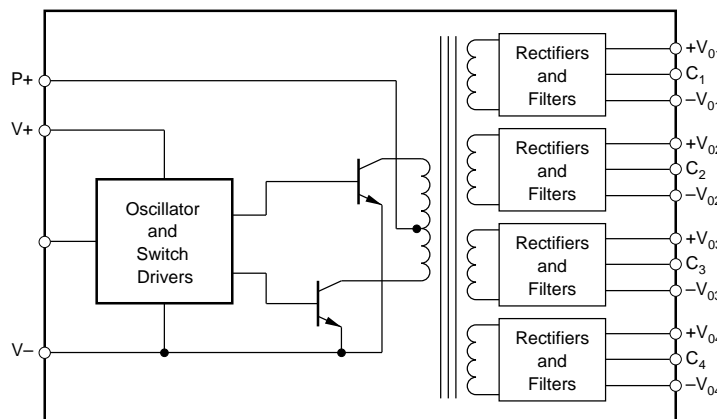 P+
V+
V–
Oscillator
and
Switch
Drivers
Rectifiers
and
Filters
+V01
C1
–V01
Rectifiers
and
Filters
+V02
C2
–V02
Rectifiers
and
Filters
+V03
C3
–V03
Rectifiers
and
Filters
+V04
C4
–V04